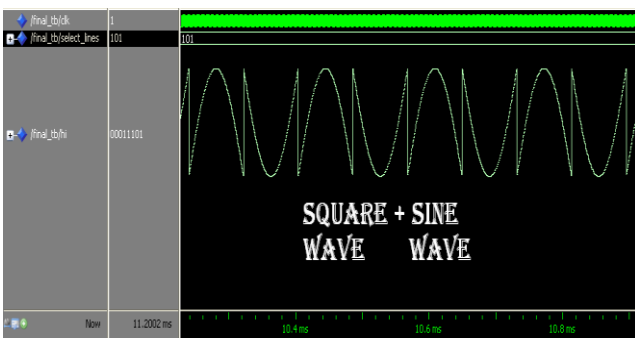 /final_tb/clk 1
/final_tb/select_lines 101 101
/final_tb/hi 00011101
SQUARE + SINE
WAVE WAVE
Now 11.2002 ms 10.4 ms 10.6 ms 10.8 ms